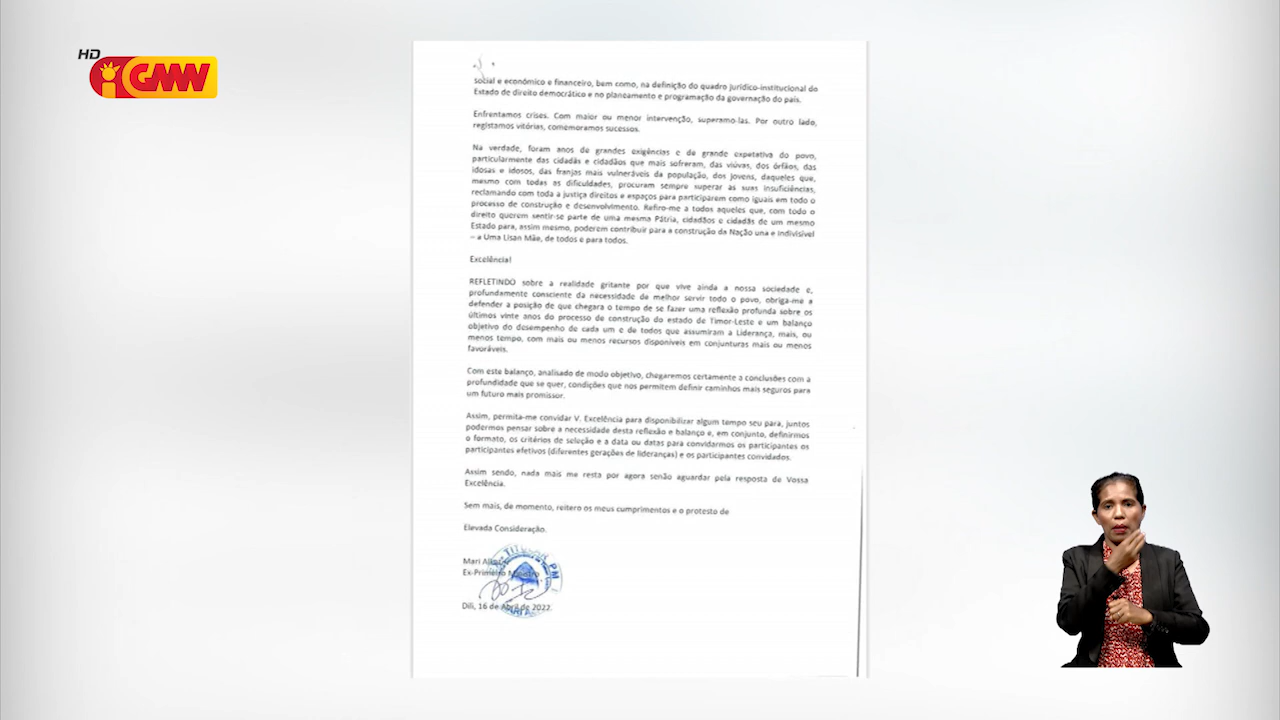 HD
GMN
social e económico e financeiro, bem como, na definição do quadro jurídico-institucional do
Estado de direito democrático e no planeamento e programação da governação do país.
Enfrentamos crises. Com maior ou menor intervenção, superamo-las. Por outro lado,
registamos vitórias, comemoramos sucessos.
Na verdade, foram anos de grandes exigências e de grande expetativa do povo,
particularmente das cidadãs e cidadãos que mais sofreram, das viúvas, dos órfãos, das
idosas e idosos, das franjas mais vulneráveis da população, dos jovens, daqueles que,
mesmo com todas as dificuldades, procuram sempre superar as suas insuficiências,
reclamando com toda a justiça direitos e espaços para participarem como iguais em todo o
processo de construção e desenvolvimento. Refiro-me a todos aqueles que, com todo o
direito querem sentir-se parte de uma mesma Pátria, cidadãos e cidadãs de um mesmo
Estado para, assim mesmo, poderem contribuir para a construção da Nação una e indivisível
– a Uma Lisan Mãe, de todos e para todos.
Excelência!
REFLETINDO sobre a realidade gritante por que vive ainda a nossa sociedade e,
profundamente consciente da necessidade de melhor servir todo o povo, obriga-me a
defender a posição de que chegara o tempo de se fazer uma reflexão profunda sobre os
últimos vinte anos do processo de construção do estado de Timor-Leste e um balanço
objetivo do desempenho de cada um e de todos que assumiram a Liderança, mais, ou
menos tempo, com mais ou menos recursos disponíveis em conjunturas mais ou menos
favoráveis.
Com este balanço, analisado de modo objetivo, chegaremos certamente a conclusões com a
profundidade que se quer, condições que nos permitem definir caminhos mais seguros para
um futuro mais promissor.
Assim, permita-me convidar V. Excelência para disponibilizar algum tempo seu para, juntos
podermos pensar sobre a necessidade desta reflexão e balanço e, em conjunto, definirmos
o formato, os critérios de seleção e a data ou datas para convidarmos os participantes os
participantes efetivos (diferentes gerações de lideranças) e os participantes convidados.
Assim sendo, nada mais me resta por agora senão aguardar pela resposta de Vossa
Excelência.
Sem mais, de momento, reitero os meus cumprimentos e o protesto de
Elevada Consideração.
Mari
Ex-Primeiro Ministro
Dili, 16 de Abril de 2022.